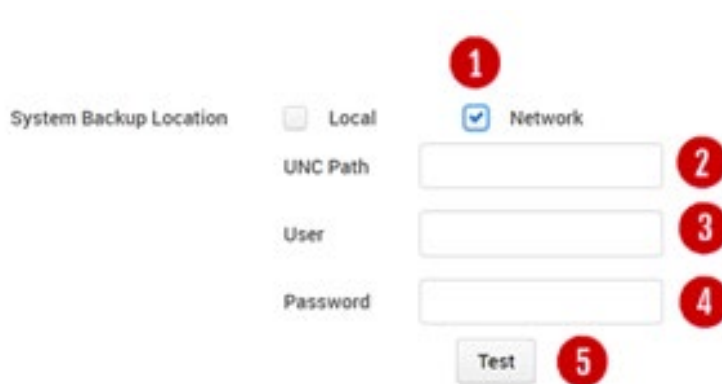 1
System Backup Location Local Network
UNC Path 2
User 3
Password 4
Test 5